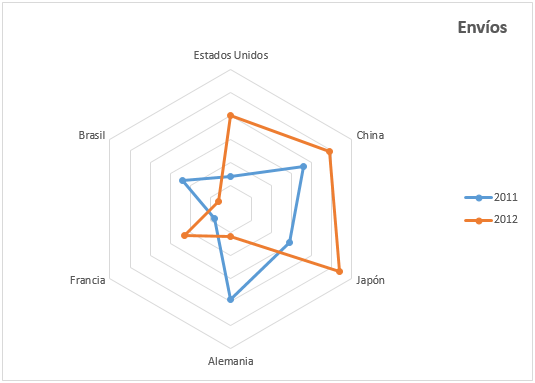 Envíos
Estados Unidos
Brasil
China
2011
2012
Francia
Japón
Alemania